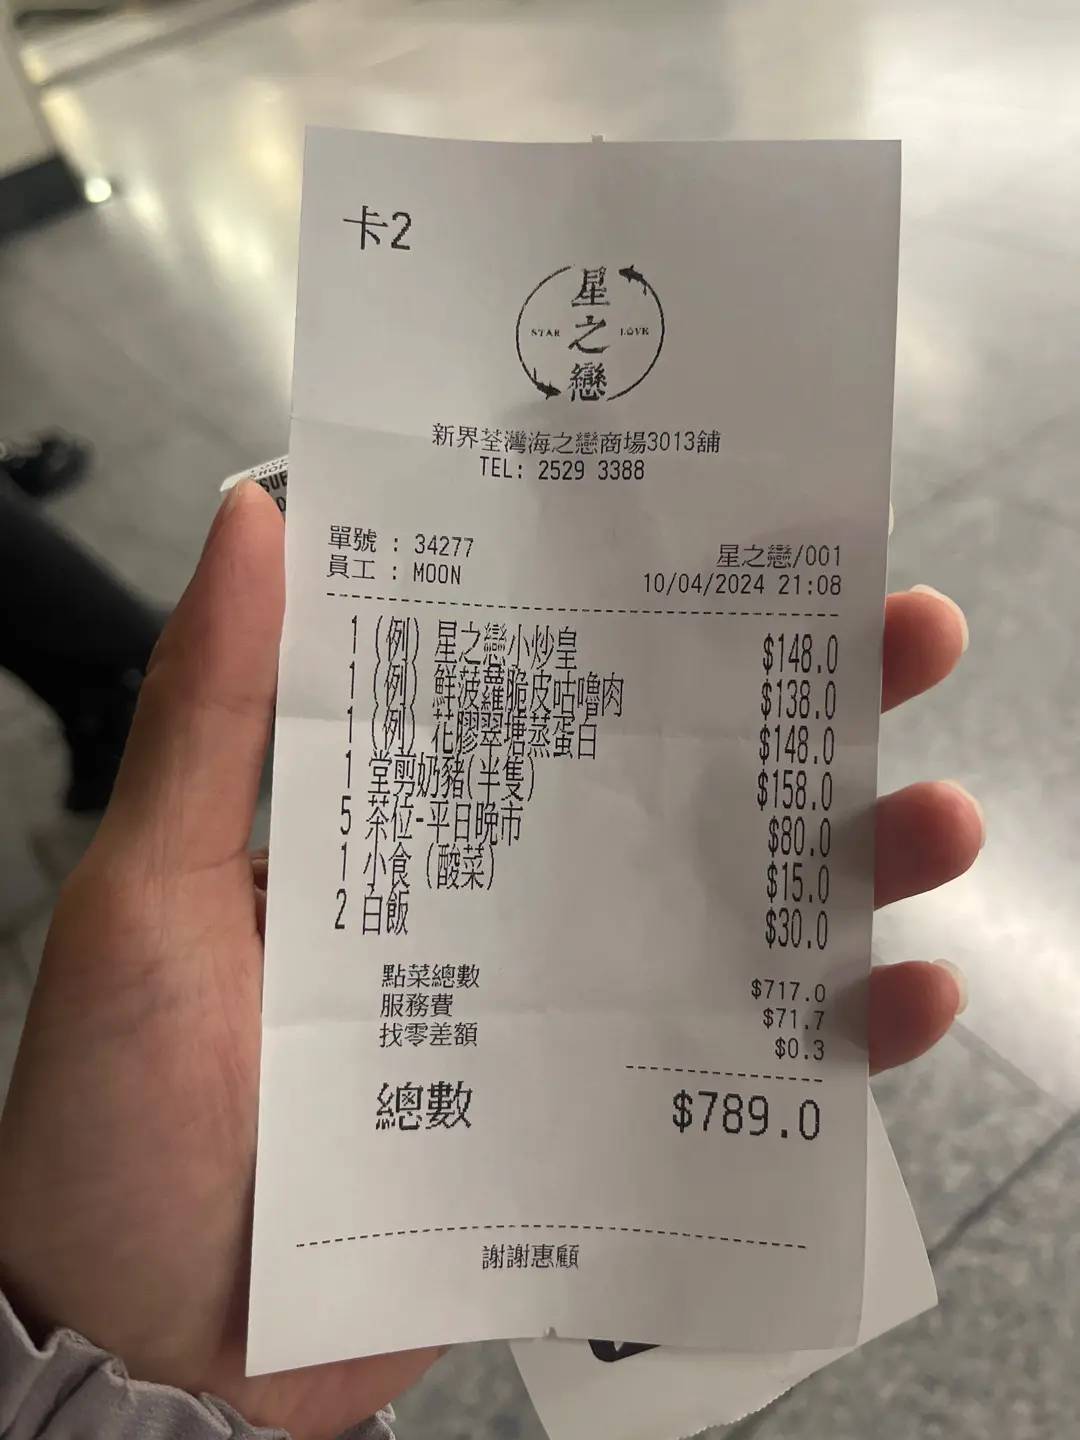 卡2
星之戀
STAR LOVE
新界荃灣海之戀商場3013舖
TEL: 2529 3388
單號 : 34277
員工 : MOON
星之戀/001
10/04/2024 21:08
1 (例) 星之戀小炒皇 $148.0
1 (例) 鮮菠蘿脆皮咕嚕肉 $138.0
1 (例) 花膠翠塘蒸蛋白 $148.0
1 堂剪奶豬(半隻) $158.0
5 茶位-平日晚市 $80.0
1 小食 (酸菜) $15.0
2 白飯 $30.0
點菜總數 $717.0
服務費 $71.7
找零差額 $0.3
總數 $789.0
謝謝惠顧